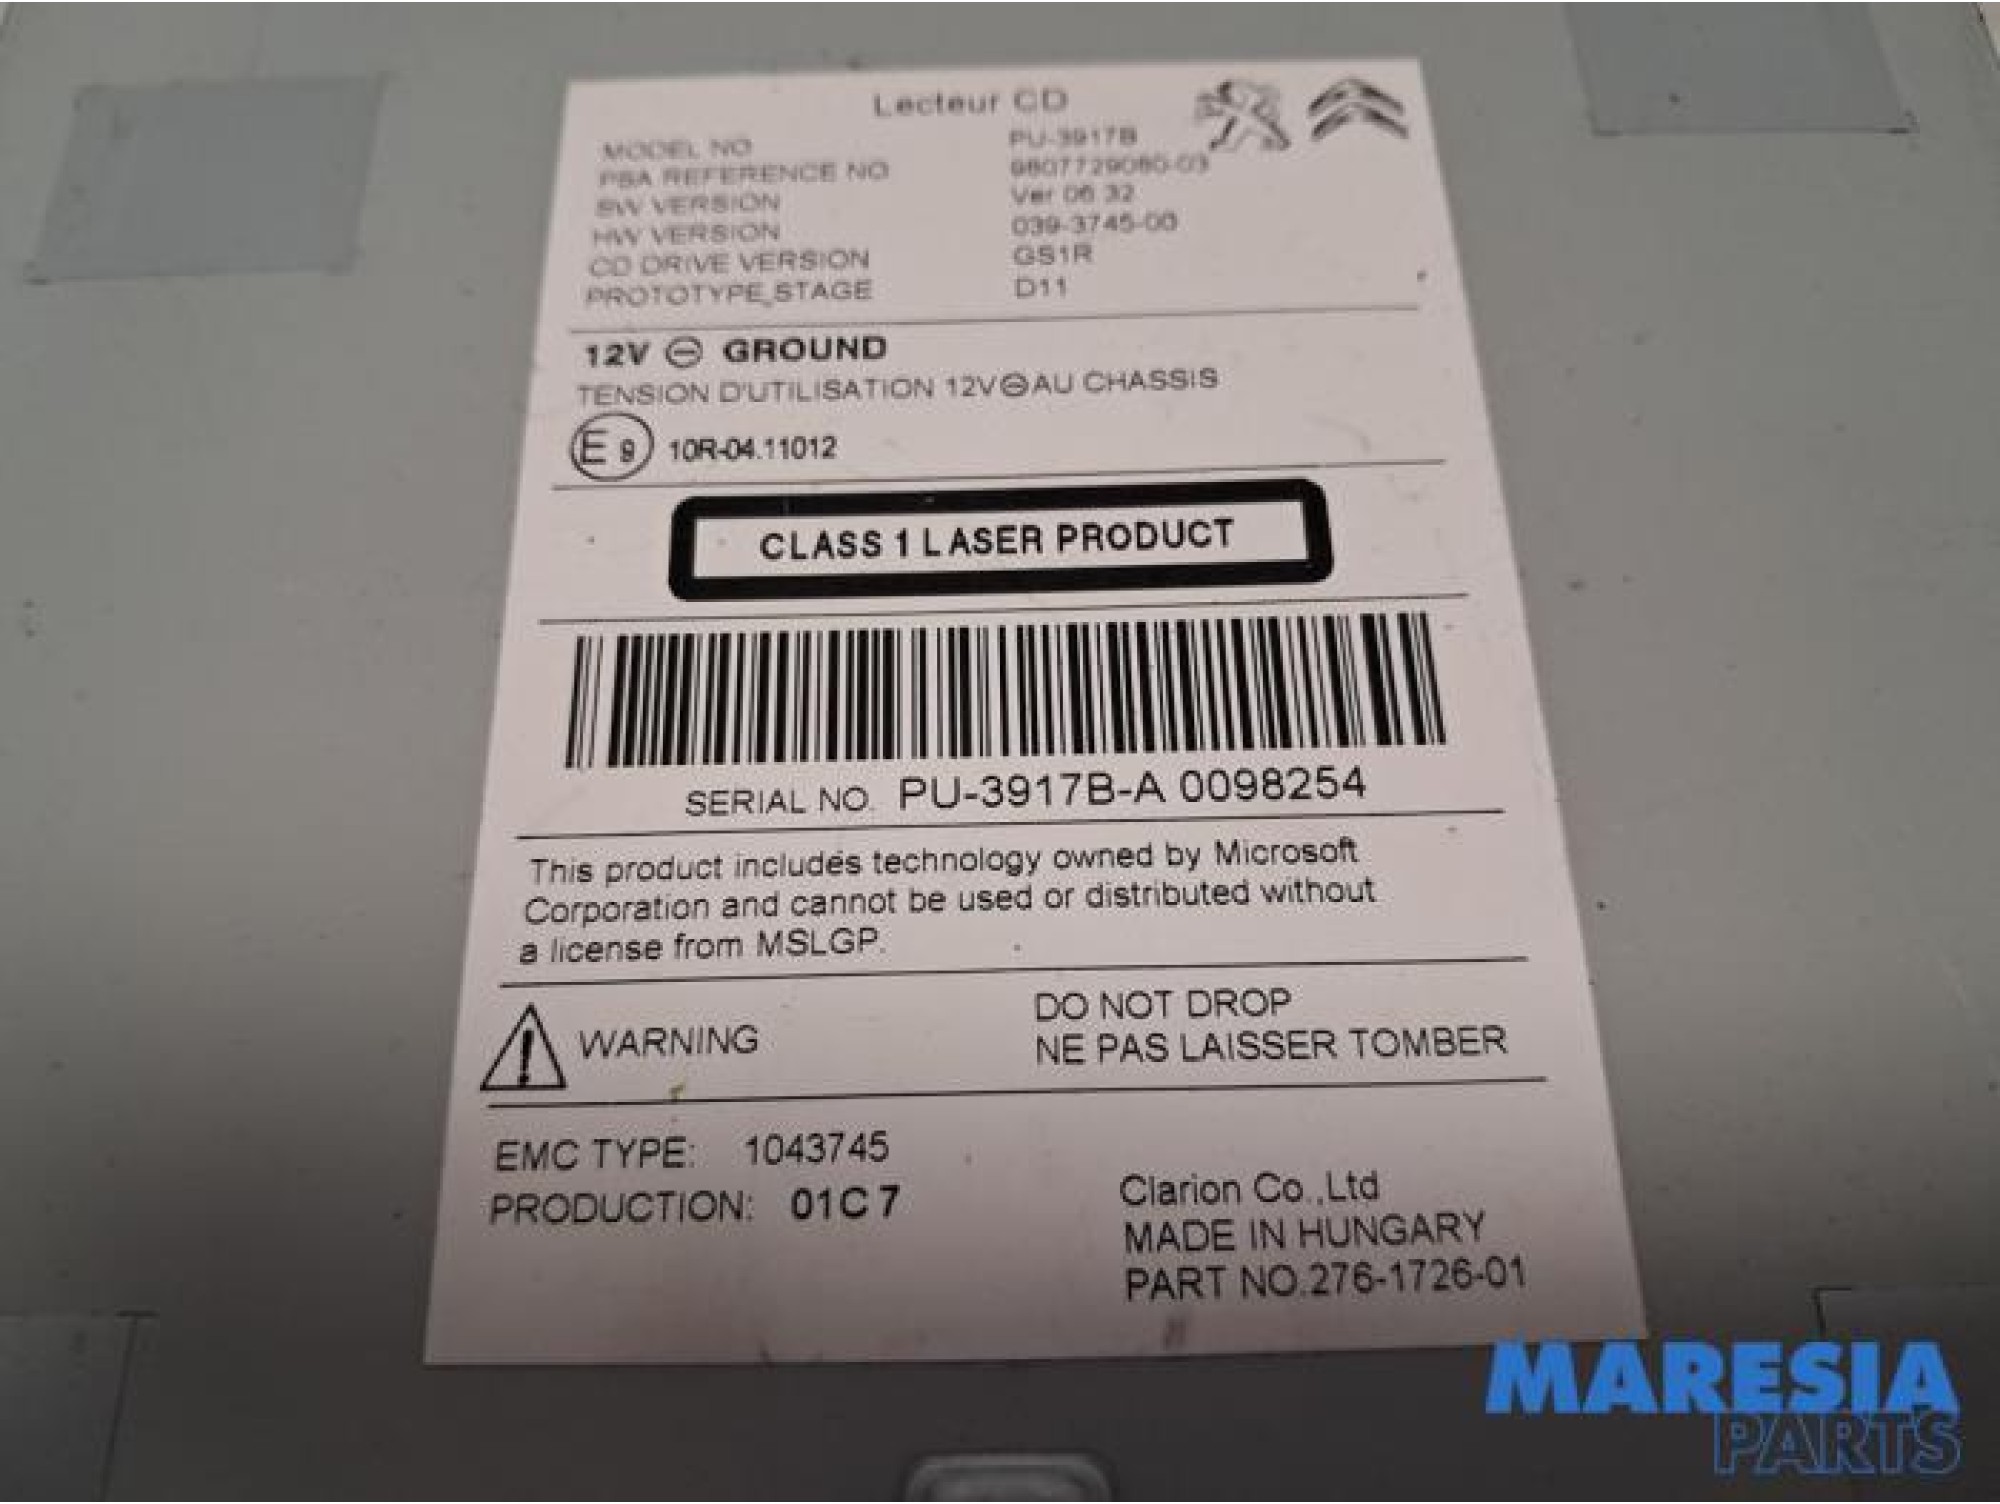 Lecteur CD
MODEL NO PU-3917B
PSA REFERENCE NO 9807729080-03
SW VERSION Ver 06 32
HW VERSION 039-3745-00
CD DRIVE VERSION GS1R
PROTOTYPE STAGE D11
12V ⊖ GROUND
TENSION D'UTILISATION 12V⊖AU CHASSIS
E9 10R-04.11012
CLASS 1 LASER PRODUCT
SERIAL NO. PU-3917B-A 0098254
This product includes technology owned by Microsoft
Corporation and cannot be used or distributed without
a license from MSLGP.
WARNING
DO NOT DROP
NE PAS LAISSER TOMBER
EMC TYPE: 1043745
PRODUCTION: 01C 7
Clarion Co.,Ltd
MADE IN HUNGARY
PART NO.276-1726-01
MARESIA
PARTS